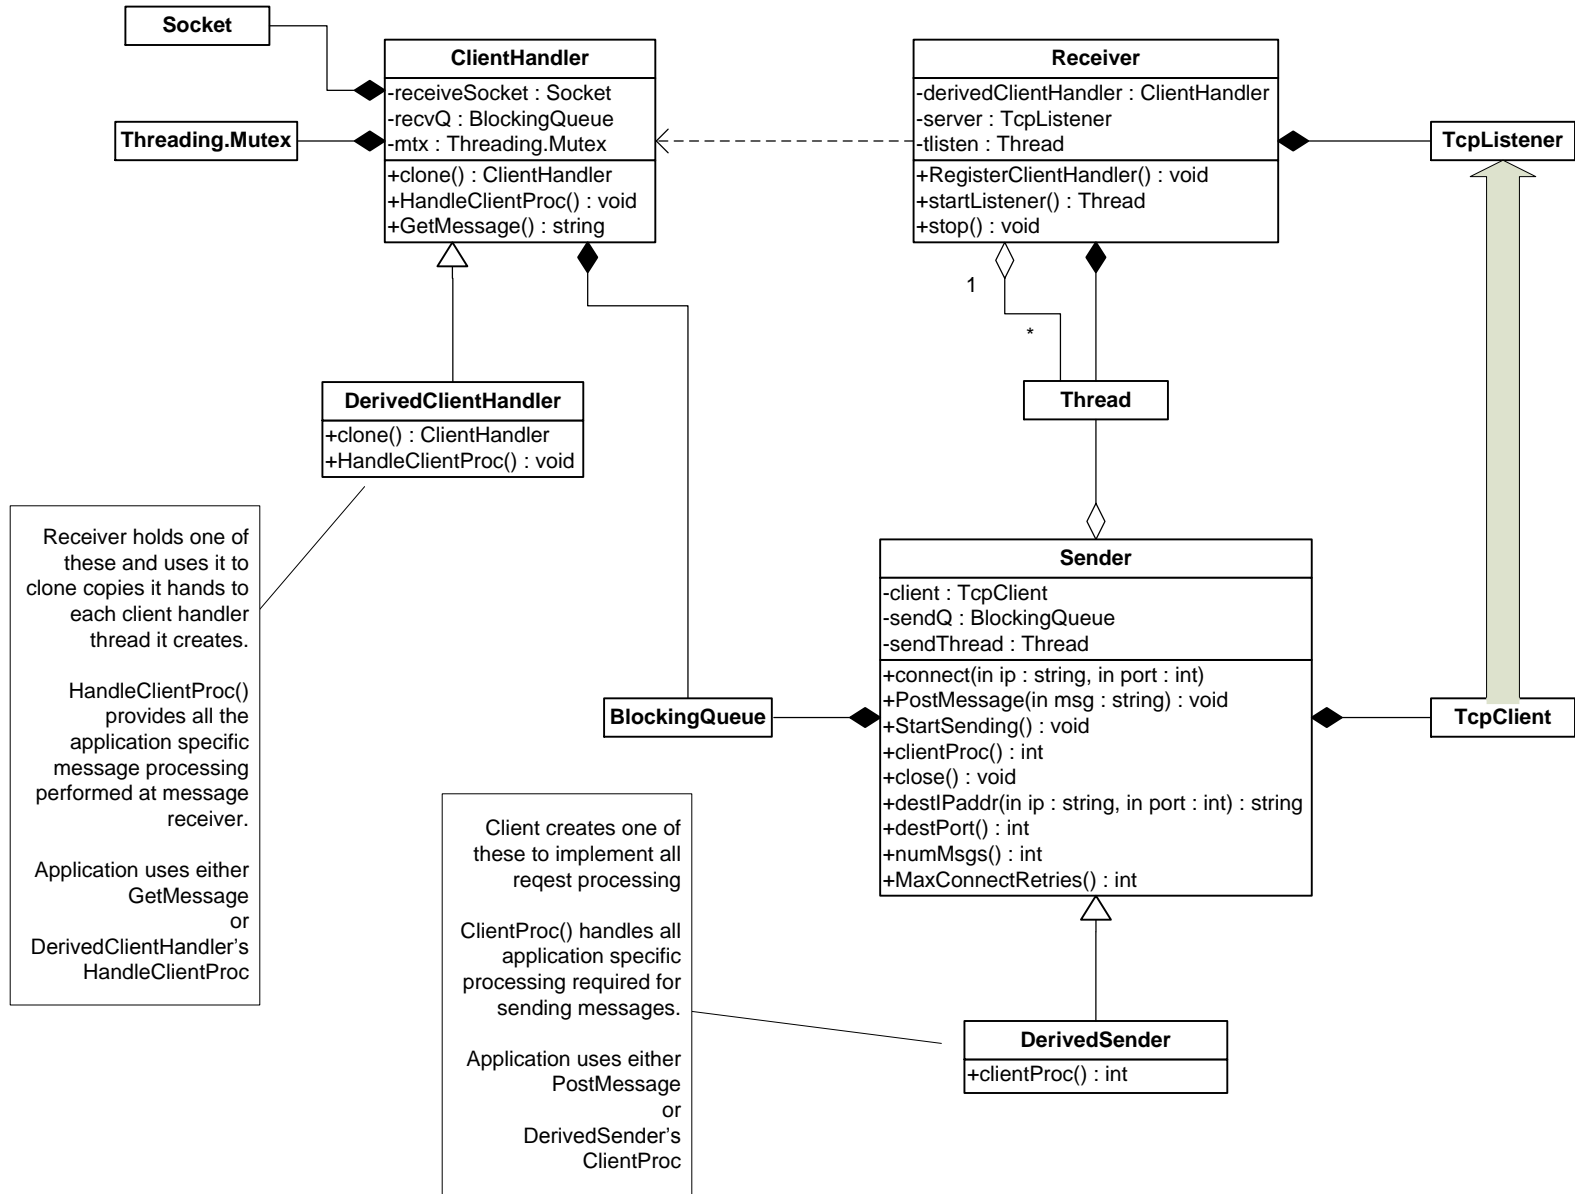 Socket
ClientHandler
-receiveSocket : Socket
-recvQ : BlockingQueue
-mtx : Threading.Mutex
+clone() : ClientHandler
+HandleClientProc() : void
+GetMessage() : string
Receiver
-derivedClientHandler : ClientHandler
-server : TcpListener
-tlisten : Thread
+RegisterClientHandler() : void
+startListener() : Thread
+stop() : void
Threading.Mutex
TcpListener
1
*
DerivedClientHandler
+clone() : ClientHandler
+HandleClientProc() : void
Thread
Receiver holds one of
these and uses it to
clone copies it hands to
each client handler
thread it creates.
HandleClientProc()
provides all the
application specific
message processing
performed at message
receiver.
Application uses either
GetMessage
or
DerivedClientHandler's
HandleClientProc
Sender
-client : TcpClient
-sendQ : BlockingQueue
-sendThread : Thread
+connect(in ip : string, in port : int)
+PostMessage(in msg : string) : void
+StartSending() : void
+clientProc() : int
+close() : void
+destIPaddr(in ip : string, in port : int) : string
+destPort() : int
+numMsgs() : int
+MaxConnectRetries() : int
BlockingQueue
TcpClient
Client creates one of
these to implement all
reqest processing
ClientProc() handles all
application specific
processing required for
sending messages.
Application uses either
PostMessage
or
DerivedSender's
ClientProc
DerivedSender
+clientProc() : int